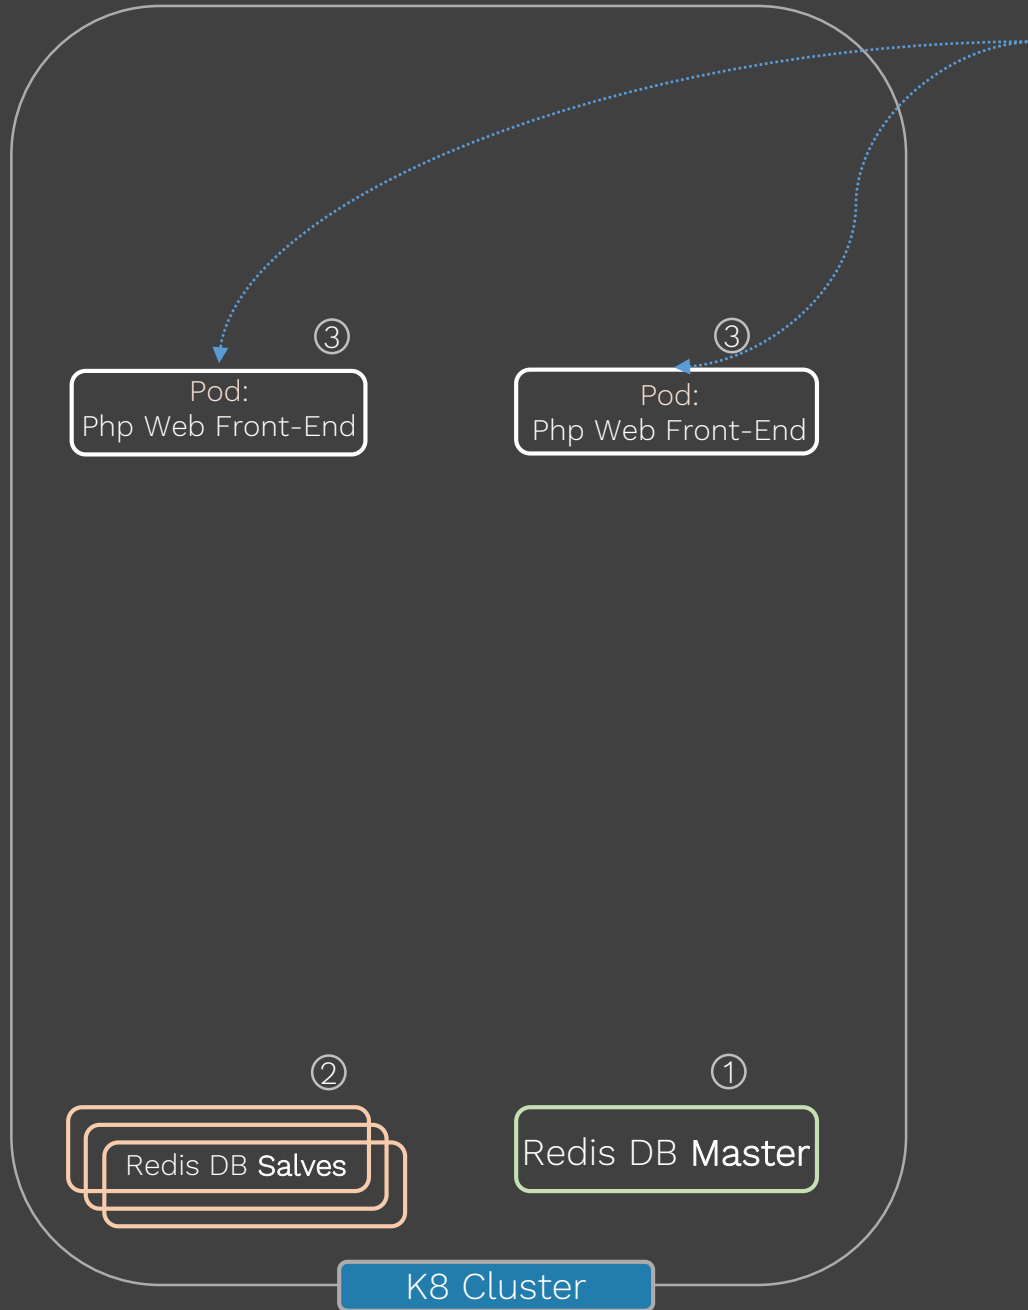 ③
③
Pod:
Php Web Front-End
Pod:
Php Web Front-End
②
①
Redis DB Salves
Redis DB Master
K8 Cluster